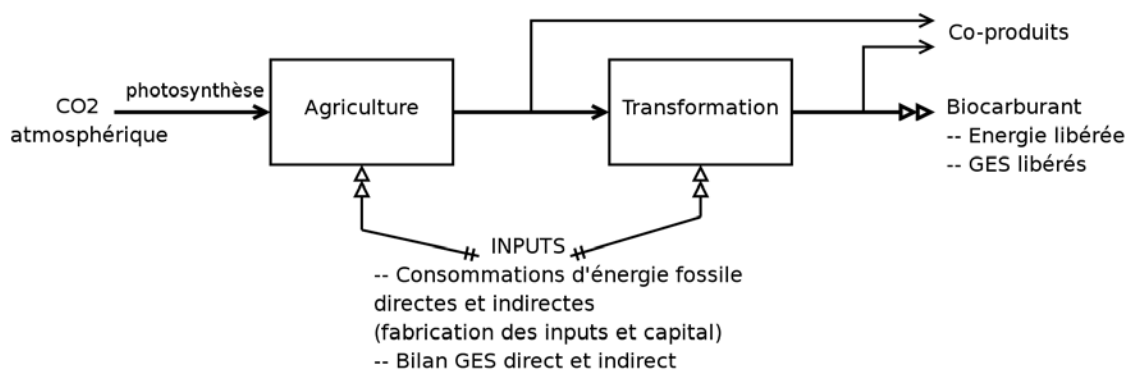 Co-produits
photosynthèse
CO2
atmosphérique
Agriculture
Transformation
Biocarburant
-- Energie libérée
-- GES libérés
INPUTS
-- Consommations d'énergie fossile
directes et indirectes
(fabrication des inputs et capital)
-- Bilan GES direct et indirect